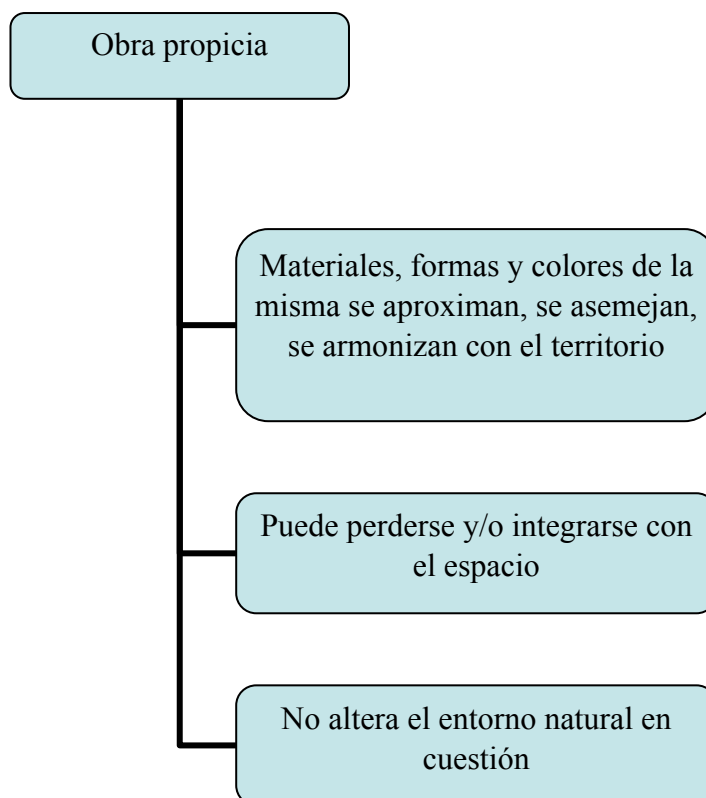 Obra propicia
Materiales, formas y colores de la
misma se aproximan, se asemejan,
se armonizan con el territorio
Puede perderse y/o integrarse con
el espacio
No altera el entorno natural en
cuestión